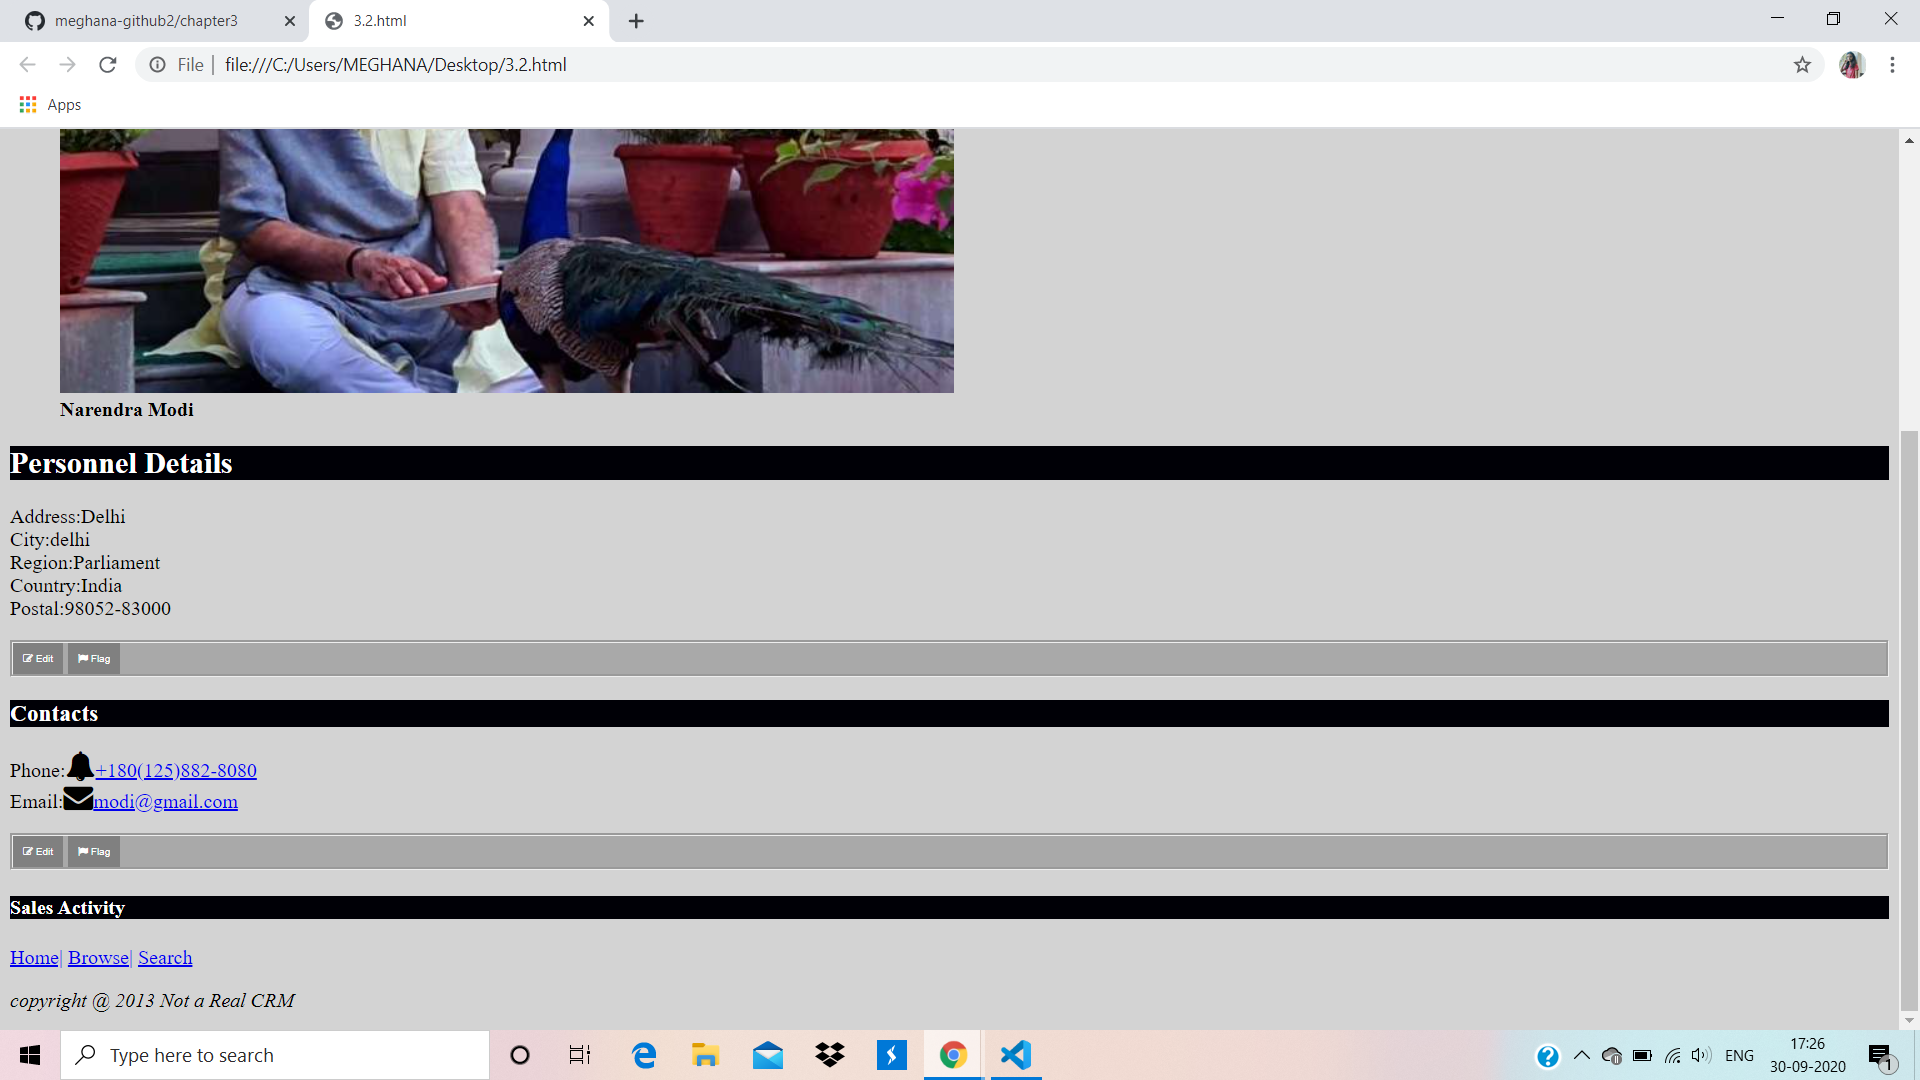 meghana-github2/chapter3
3.2.html
File | file:///C:/Users/MEGHANA/Desktop/3.2.html
Apps
Narendra Modi
Personnel Details
Address:Delhi
City:delhi
Region:Parliament
Country:India
Postal:98052-83000
Edit Flag
Contacts
Phone:+180(125)882-8080
Email:modi@gmail.com
Edit Flag
Sales Activity
Home| Browse| Search
copyright @ 2013 Not a Real CRM
Type here to search
ENG
17:26
30-09-2020
1